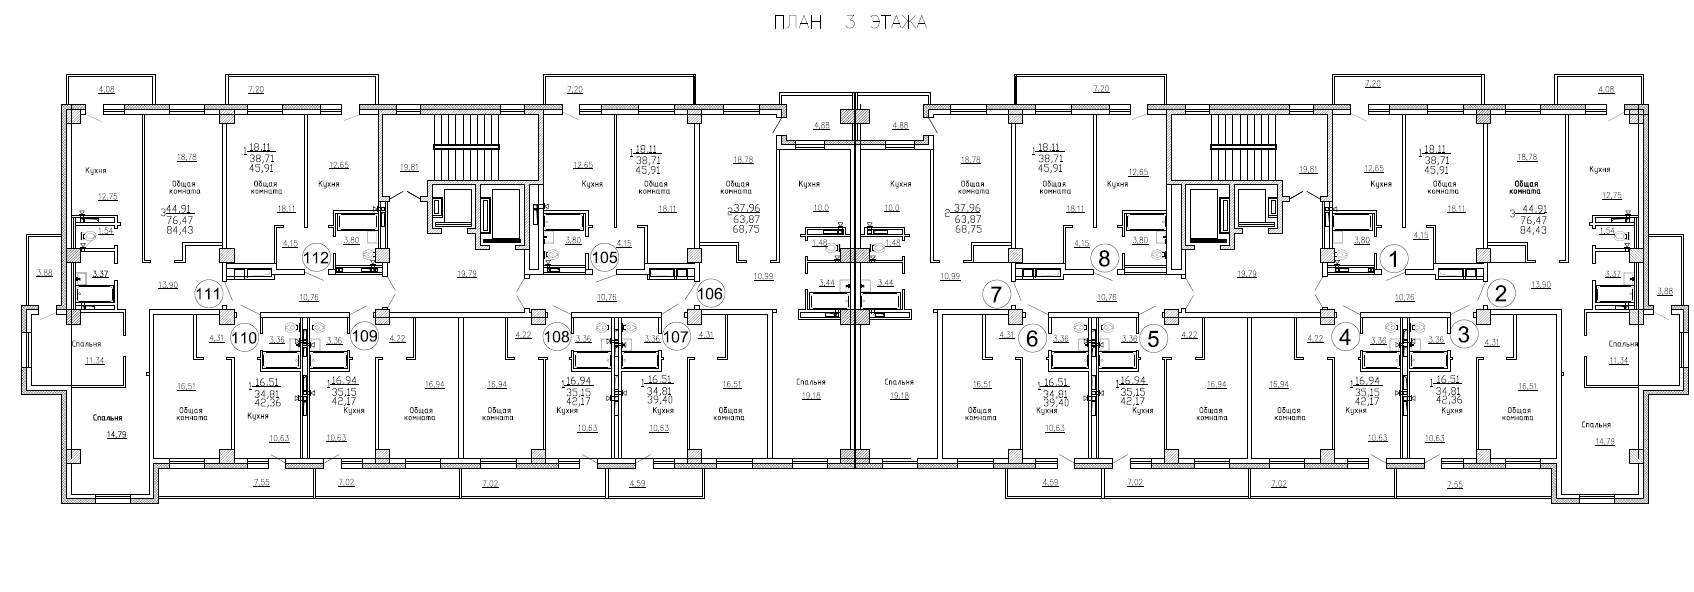 ПЛАН 3 ЭТАЖА
4,08 7,20 7,20 7,20 7,20 4,08
4,88 4,88
18.11 18.11 18.11 18.11
1 38,71 1 38,71 1 38,71 1 38,71
45,91 45,91 45,91 45,91
18,78 12,65 19,81 12,65 18,78 18,78 12,65 19,81 12,65 18,78
Кухня Общая комната Общая комната Кухня Кухня Общая комната Общая комната Кухня Кухня Общая комната Общая комната Кухня Кухня Общая комната Общая комната Кухня
12,75 10,0 10,0 12,75
44,91 37,96 37,96 44,91
3 76,47 2 63,87 2 63,87 3 76,47
84,43 68,75 68,75 84,43
18,11 18,11 18,11 18,11
1,54 4,15 3,80 3,80 4,15 1,48 1,48 4,15 3,80 3,80 4,15 1,54
112 105 8 1
3,88 3,37 19,79 10,99 10,99 19,79 3,37 3,88
13,90 3,44 3,44 13,90
111 10,76 10,76 106 7 10,76 10,76 2
110 109 108 107 6 5 4 3
4,31 3,36 3,36 4,22 4,22 3,36 3,36 4,31 4,31 3,36 3,36 4,22 4,22 3,36 3,36 4,31
Спальня Спальня
11,34 11,34
16.51 16.94 16.94 16.51 16.51 16.94 16.94 16.51
1 34,81 1 35,15 1 35,15 1 34,81 1 34,81 1 35,15 1 35,15 1 34,81
42,36 42,17 42,17 39,40 39,40 42,17 42,17 42,36
16,51 16,94 16,94 16,51 16,51 16,94 16,94 16,51
Спальня Спальня
19.18 19.18
Общая комната Кухня Кухня Общая комната Общая комната Кухня Кухня Общая комната Общая комната Кухня Кухня Общая комната Общая комната Кухня Кухня Общая комната
Спальня Спальня
14,79 10,63 10,63 10,63 10,63 10,63 10,63 10,63 14,79
7,55 7,02 7,02 4,59 4,59 7,02 7,02 7,55